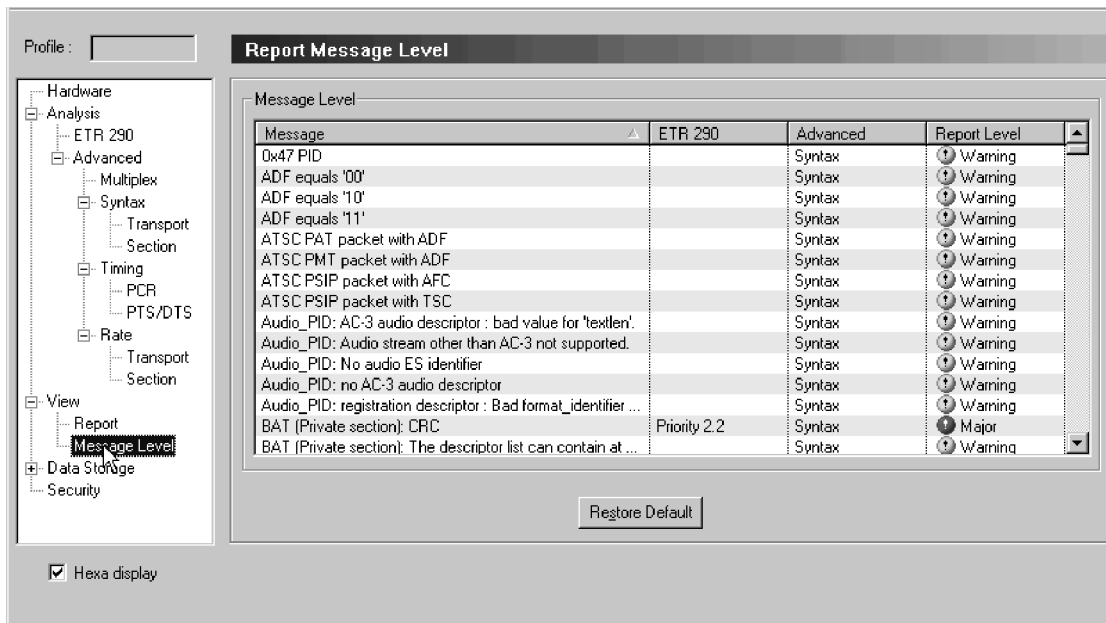 Profile :
Report Message Level
Hardware
Analysis
ETR 290
Advanced
Multiplex
Syntax
Transport
Section
Timing
PCR
PTS/DTS
Rate
Transport
Section
View
Report
Message Level
Data Storage
Security
Message Level
Message ETR 290 Advanced Report Level
0x47 PID Syntax Warning
ADF equals '00' Syntax Warning
ADF equals '10' Syntax Warning
ADF equals '11' Syntax Warning
ATSC PAT packet with ADF Syntax Warning
ATSC PMT packet with ADF Syntax Warning
ATSC PSIP packet with AFC Syntax Warning
ATSC PSIP packet with TSC Syntax Warning
Audio_PID: AC-3 audio descriptor : bad value for 'textlen'. Syntax Warning
Audio_PID: Audio stream other than AC-3 not supported. Syntax Warning
Audio_PID: No audio ES identifier Syntax Warning
Audio_PID: no AC-3 audio descriptor Syntax Warning
Audio_PID: registration descriptor : Bad format_identifier ... Syntax Warning
BAT (Private section): CRC Priority 2.2 Syntax Major
BAT (Private section): The descriptor list can contain at ... Syntax Warning
Restore Default
Hexa display